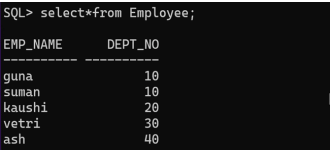 SQL> select*from Employee;
EMP_NAME DEPT_NO
---------- ----------
guna 10
suman 10
kaushi 20
vetri 30
ash 40